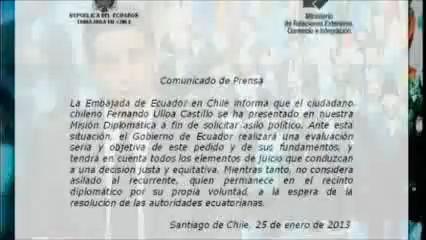 REPÚBLICA DEL ECUADOR
EMBAJADA EN CHILE
Ministerio
de Relaciones Exteriores,
Comercio e Integración.
Comunicado de Prensa
La Embajada de Ecuador en Chile informa que el ciudadano
chileno Fernando Ulloa Castillo se ha presentado en nuestra
Misión Diplomática a fin de solicitar asilo político. Ante esta
situación, el Gobierno de Ecuador realizará una evaluación
seria y objetiva de este pedido y de sus fundamentos, y
tendrá en cuenta todos los elementos de juicio que conduzcan
a una decisión justa y equitativa. Mientras tanto, no considera
asilado al recurrente, quien permanece en el recinto
diplomático por su propia voluntad, a la espera de la
resolución de las autoridades ecuatorianas.
Santiago de Chile, 25 de enero de 2013